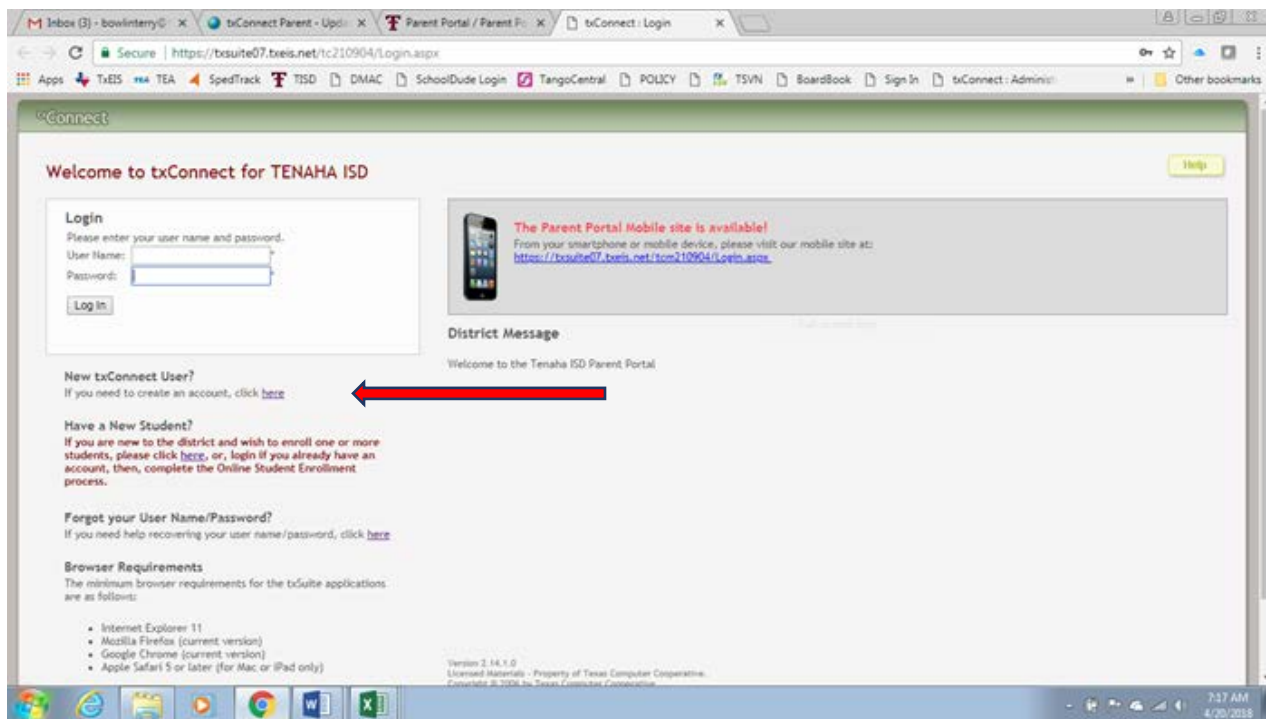 Inbox (3) - bowlinterry@
txConnect Parent - Upd
Parent Portal / Parent Po
txConnect : Login
Secure | https://txsuite07.txeis.net/tc210904/Login.aspx
Apps TxEIS TEA TEA SpedTrack TISD DMAC SchoolDude Login TangoCentral POLICY TSVN BoardBook Sign In txConnect : Administ » Other bookmarks
txConnect
Welcome to txConnect for TENAHA ISD
Help
Login
Please enter your user name and password.
User Name: *
Password: *
Log In
The Parent Portal Mobile site is available!
From your smartphone or mobile device, please visit our mobile site at:
https://txsuite07.txeis.net/tcm210904/Login.aspx
District Message
Welcome to the Tenaha ISD Parent Portal
New txConnect User?
If you need to create an account, click here
Have a New Student?
If you are new to the district and wish to enroll one or more
students, please click here, or, login if you already have an
account, then, complete the Online Student Enrollment
process.
Forgot your User Name/Password?
If you need help recovering your user name/password, click here
Browser Requirements
The minimum browser requirements for the txSuite applications
are as follows:
• Internet Explorer 11
• Mozilla Firefox (current version)
• Google Chrome (current version)
• Apple Safari 5 or later (for Mac or iPad only)
Version 2.14.1.0
Licensed Materials - Property of Texas Computer Cooperative.
Copyright © 2006 by Texas Computer Cooperative
7:17 AM
4/20/2018